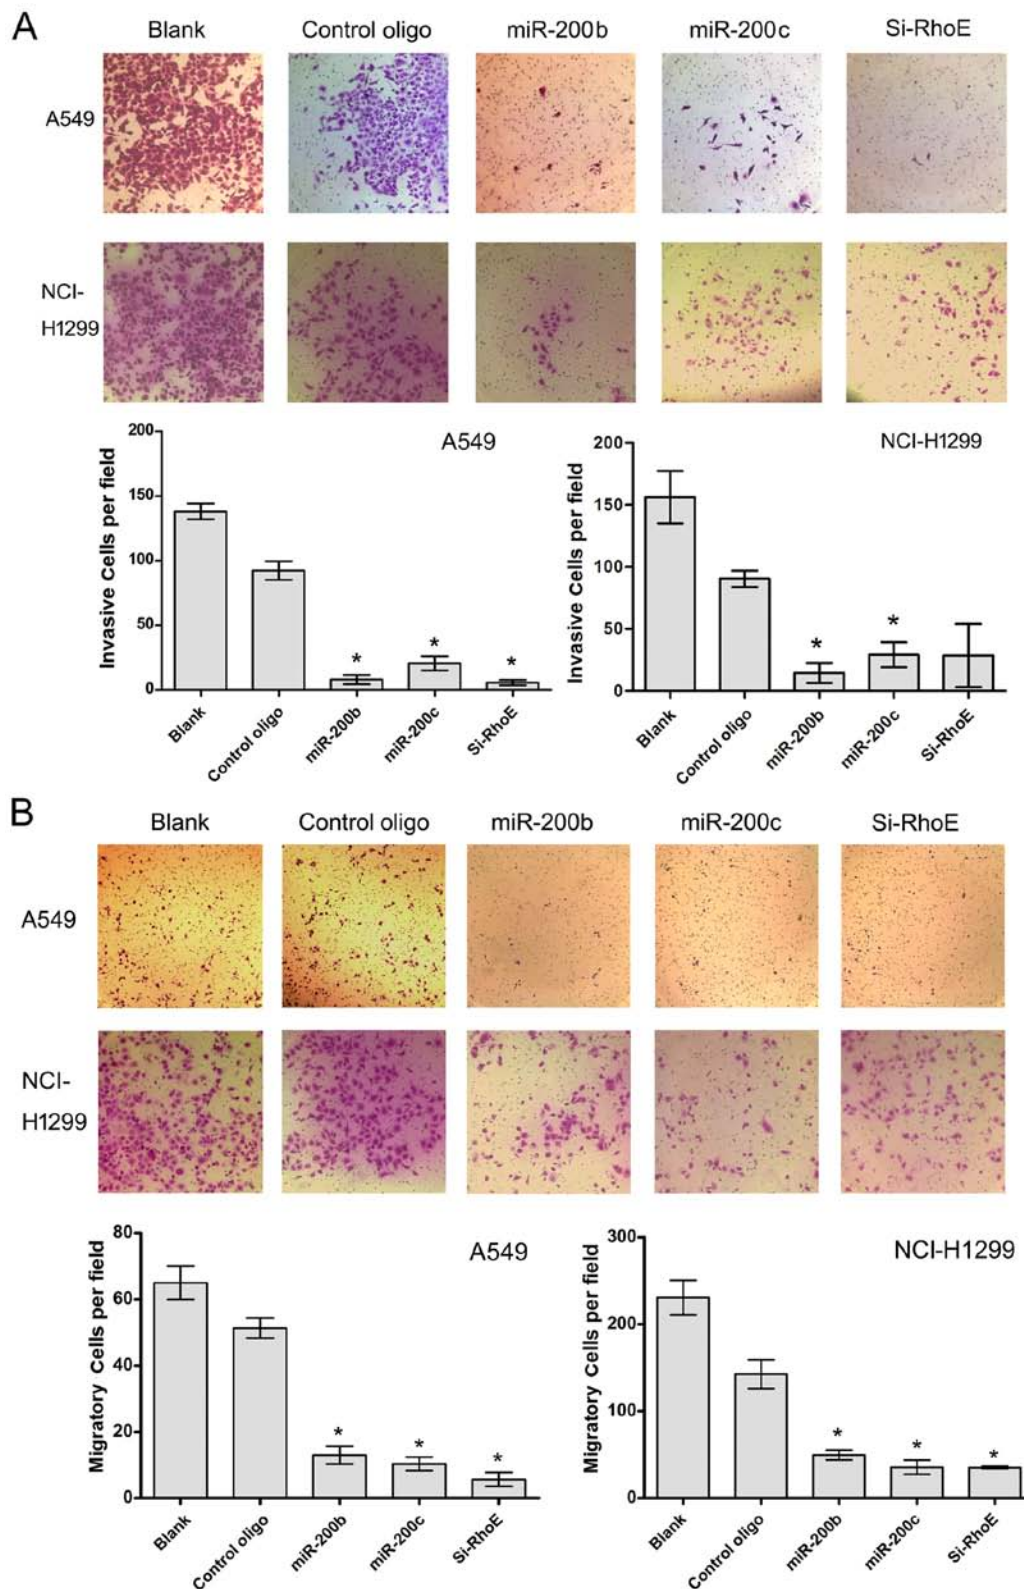 A
Blank Control oligo miR-200b miR-200c Si-RhoE
A549
NCI-
H1299
A549
Invasive Cells per field
200
150
100
50
0
Blank Control oligo miR-200b miR-200c Si-RhoE
* * *
NCI-H1299
Invasive Cells per field
200
150
100
50
0
Blank Control oligo miR-200b miR-200c Si-RhoE
* *
B
Blank Control oligo miR-200b miR-200c Si-RhoE
A549
NCI-
H1299
A549
Migratory Cells per field
80
60
40
20
0
Blank Control oligo miR-200b miR-200c Si-RhoE
* * *
NCI-H1299
Migratory Cells per field
300
200
100
0
Blank Control oligo miR-200b miR-200c Si-RhoE
* * *